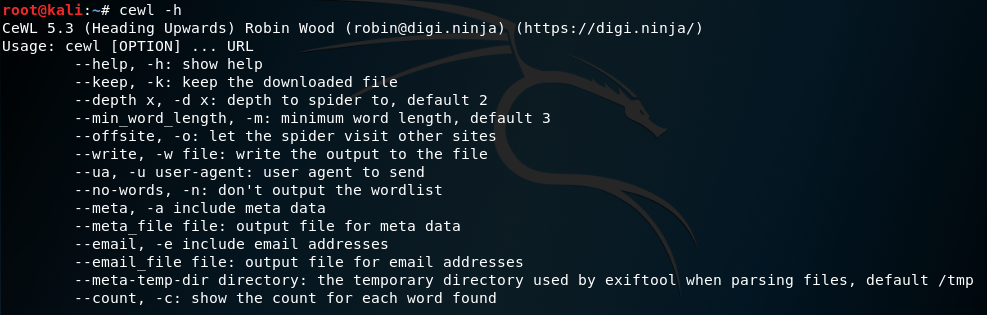 root@kali:~# cewl -h
CeWL 5.3 (Heading Upwards) Robin Wood (robin@digi.ninja) (https://digi.ninja/)
Usage: cewl [OPTION] ... URL
        --help, -h: show help
        --keep, -k: keep the downloaded file
        --depth x, -d x: depth to spider to, default 2
        --min_word_length, -m: minimum word length, default 3
        --offsite, -o: let the spider visit other sites
        --write, -w file: write the output to the file
        --ua, -u user-agent: user agent to send
        --no-words, -n: don't output the wordlist
        --meta, -a include meta data
        --meta_file file: output file for meta data
        --email, -e include email addresses
        --email_file file: output file for email addresses
        --meta-temp-dir directory: the temporary directory used by exiftool when parsing files, default /tmp
        --count, -c: show the count for each word found